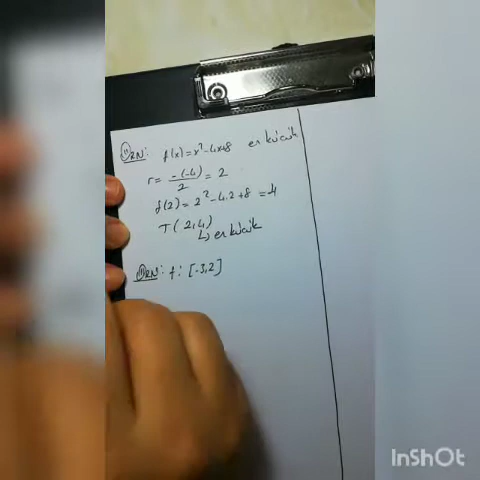 ÖRN: f(x)=x²-4x+8 en küçük
r = -(-4)/2 = 2
f(2) = 2²-4.2+8 = 4
T(2,4)
↳ en küçük
ÖRN: f: [-3,2]
InShOt